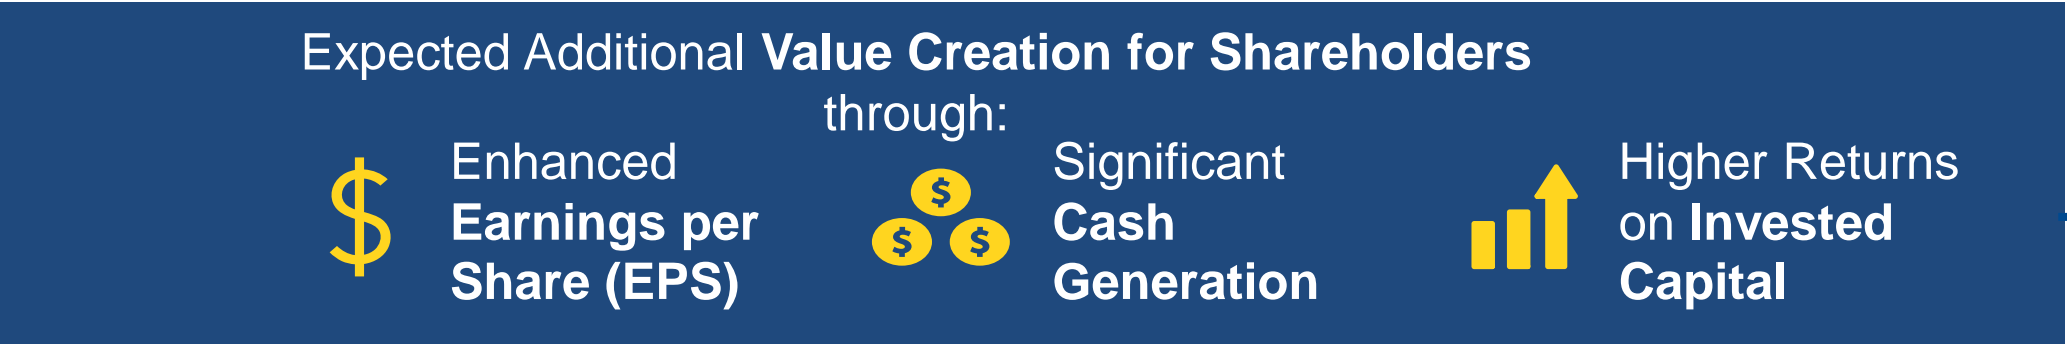 Expected Additional Value Creation for Shareholders
through:
Enhanced
Earnings per
Share (EPS)
$
$ $
Significant
Cash
Generation
Higher Returns
on Invested
Capital